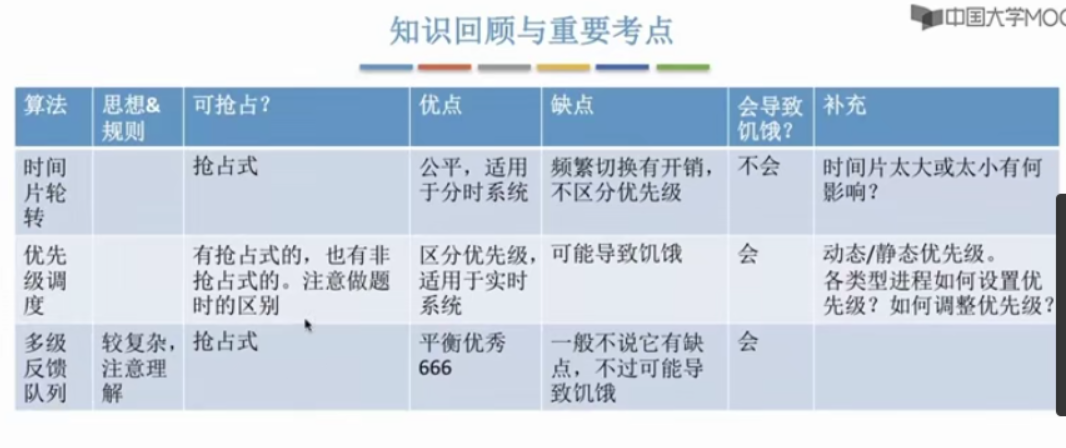 中国大学MOO
知识回顾与重要考点
算法
思想&
规则
可抢占？
优点
缺点
会导致
饥饿？
补充
时间
片轮
转
抢占式
公平，适用
于分时系统
频繁切换有开销，
不区分优先级
不会
时间片太大或太小有何
影响？
优先
级调
度
有抢占式的，也有非
抢占式的。注意做题
时的区别
区分优先级，
适用于实时
系统
可能导致饥饿
会
动态/静态优先级。
各类型进程如何设置优
先级？如何调整优先级？
多级
反馈
队列
较复杂，
注意理
解
抢占式
平衡优秀
666
一般不说它有缺
点，不过可能导
致饥饿
会